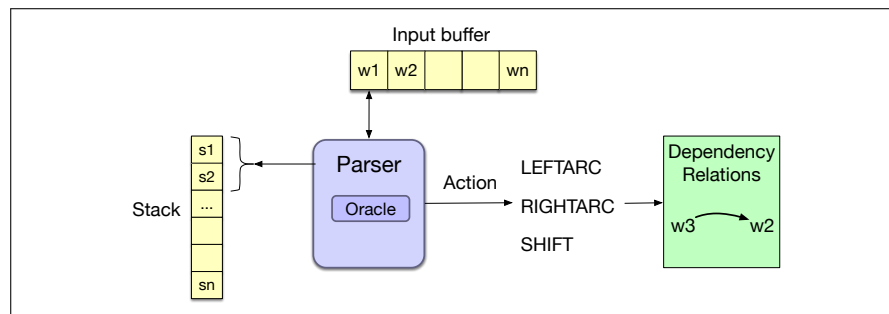 Input buffer
w1 w2 wn
s1
s2
...
sn
Stack
Parser
Oracle
Action
LEFTARC
RIGHTARC
SHIFT
Dependency
Relations
w3 w2